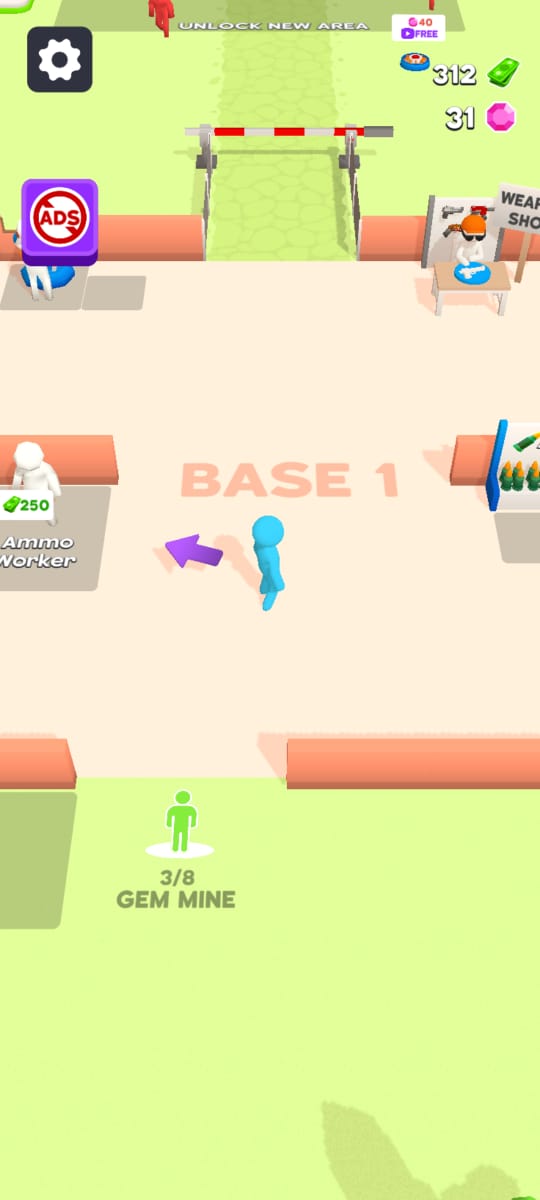 40
UNLOCK NEW AREA
FREE
312
31
ADS
WEAP
SHO
BASE 1
250
Ammo
Worker
3/8
GEM MINE